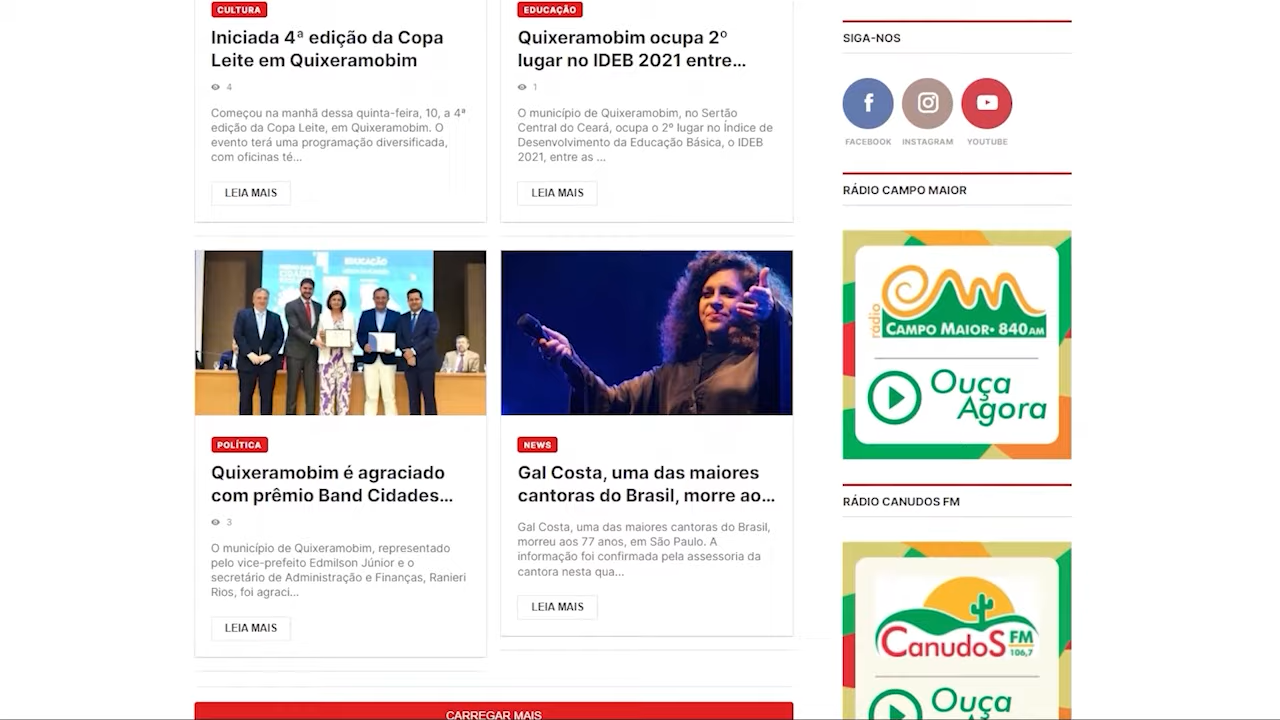 CULTURA
Iniciada 4ª edição da Copa
Leite em Quixeramobim
4
Começou na manhã dessa quinta-feira, 10, a 4ª
edição da Copa Leite, em Quixeramobim. O
evento terá uma programação diversificada,
com oficinas té...
LEIA MAIS
EDUCAÇÃO
Quixeramobim ocupa 2º
lugar no IDEB 2021 entre...
1
O município de Quixeramobim, no Sertão
Central do Ceará, ocupa o 2º lugar no Índice de
Desenvolvimento da Educação Básica, o IDEB
2021, entre as ...
LEIA MAIS
EDUCAÇÃO
POLÍTICA
Quixeramobim é agraciado
com prêmio Band Cidades...
3
O município de Quixeramobim, representado
pelo vice-prefeito Edmilson Júnior e o
secretário de Administração e Finanças, Ranieri
Rios, foi agraci...
LEIA MAIS
NEWS
Gal Costa, uma das maiores
cantoras do Brasil, morre ao...
Gal Costa, uma das maiores cantoras do Brasil,
morreu aos 77 anos, em São Paulo. A
informação foi confirmada pela assessoria da
cantora nesta qua...
LEIA MAIS
CARREGAR MAIS
SIGA-NOS
FACEBOOK INSTAGRAM YOUTUBE
RÁDIO CAMPO MAIOR
rádio
CAMPO MAIOR • 840 AM
Ouça
Agora
RÁDIO CANUDOS FM
CANUDOS FM
106,7
Ouça